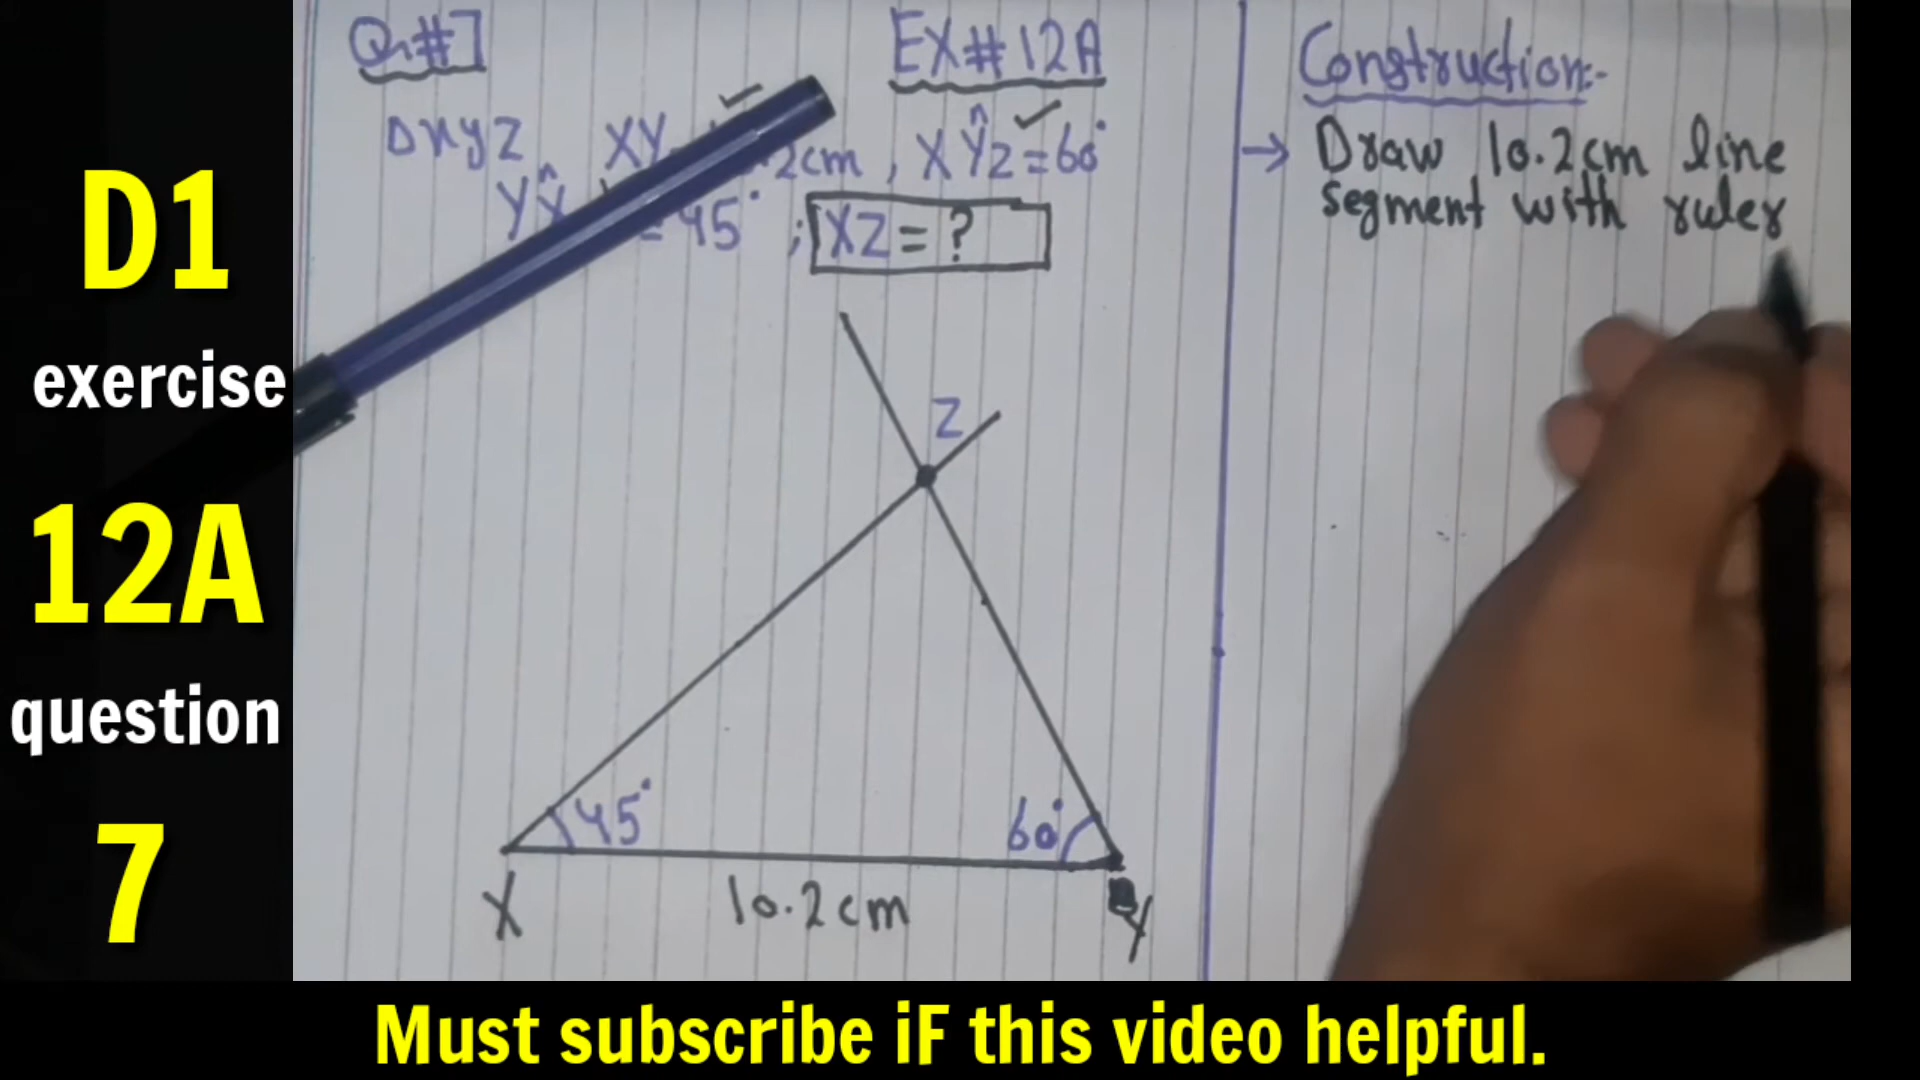 D1
exercise
12A
question
7
Q#7
EX#12A
Construction:-
ΔXYZ XY 2cm , XŶZ=60°
=45° ; XZ=?
→ Draw 10.2cm line
segment with ruler
Z
45°
60°
X
10.2cm
Y
Must subscribe iF this video helpful.